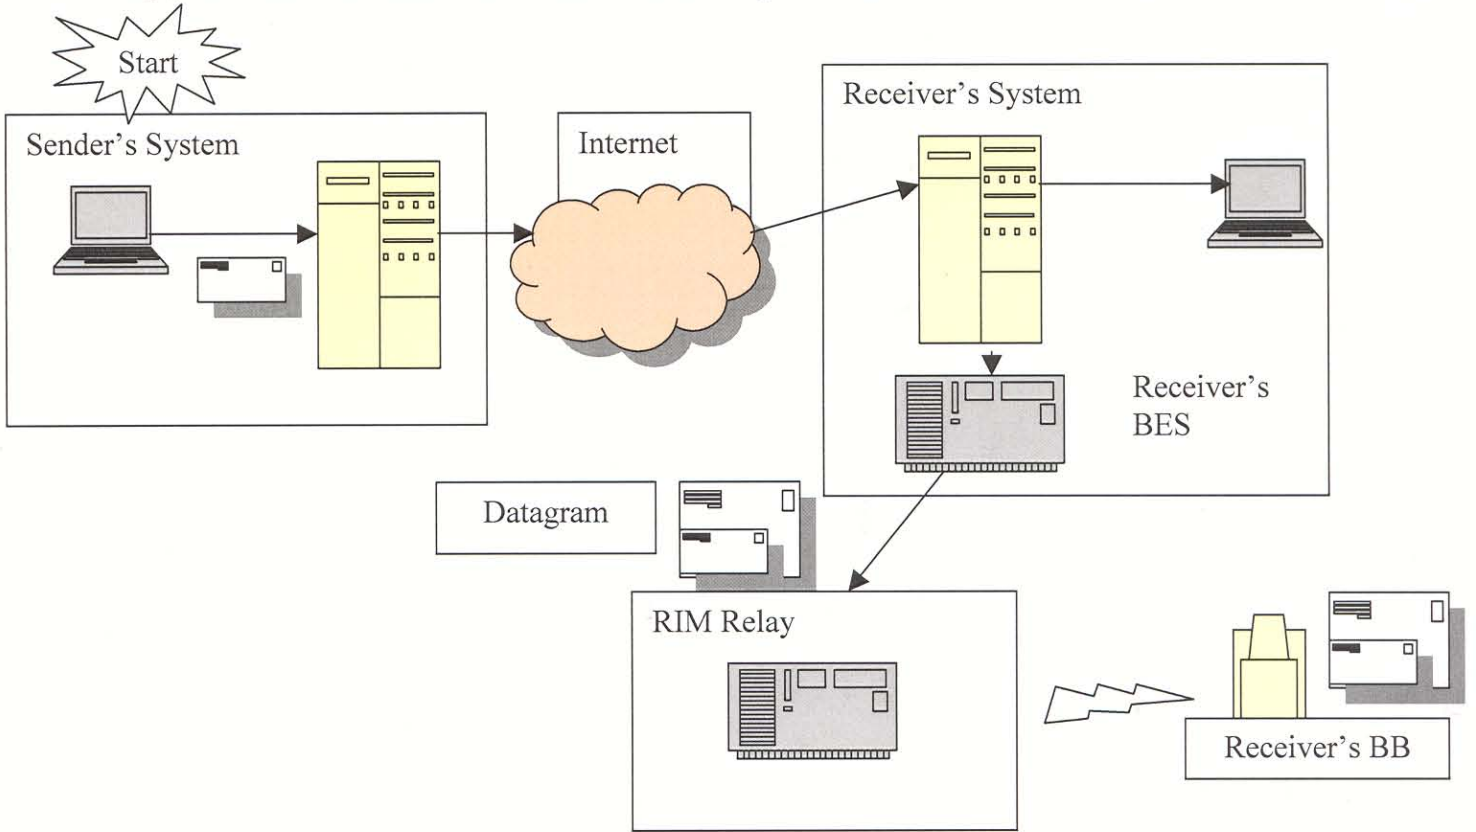 Start
Sender's System
Internet
Receiver's System
Receiver's
BES
Datagram
RIM Relay
Receiver's BB